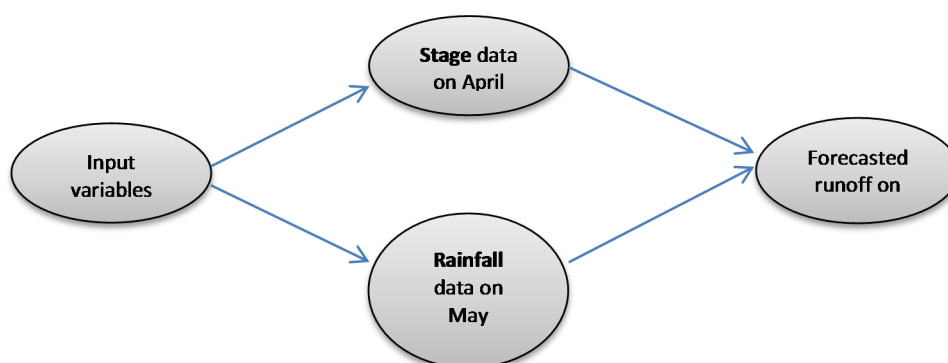 Stage data
on April
Input
variables
Forecasted
runoff on
Rainfall
data on
May